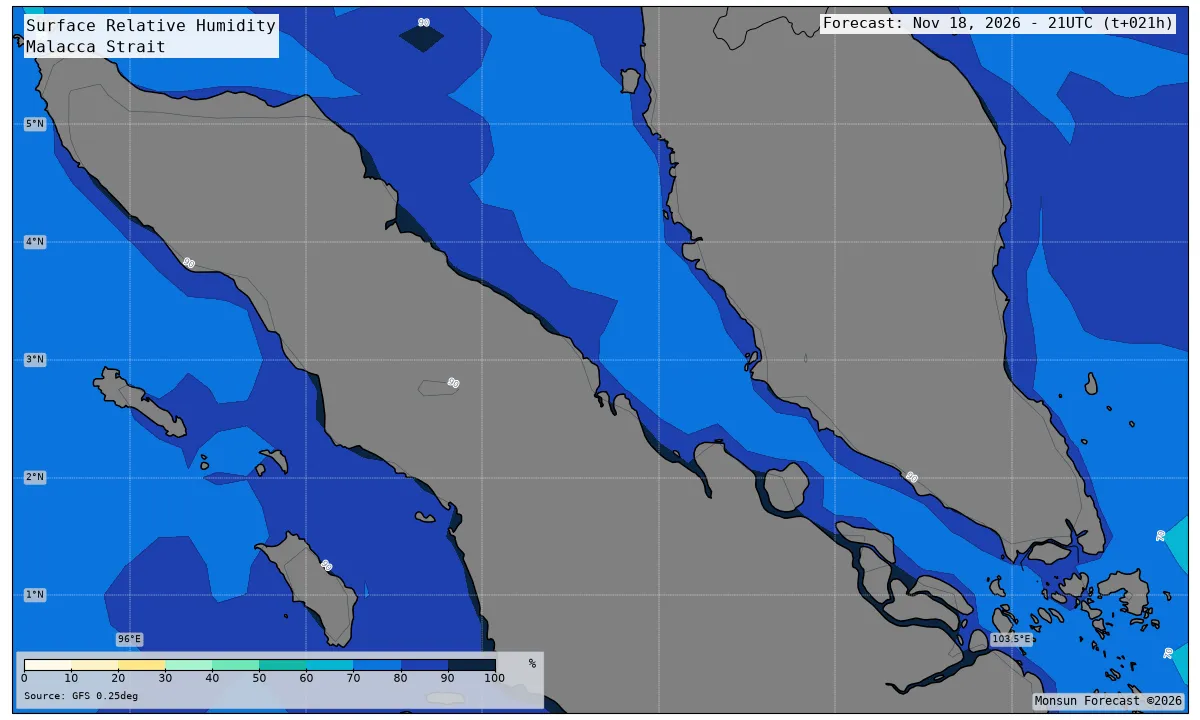 Surface Relative Humidity
Malacca Strait
Forecast: Nov 18, 2026 - 21UTC (t+021h)
90
5°N
4°N
90
3°N
90
2°N
90
70
90
1°N
96°E
103.5°E
70
%
0 10 20 30 40 50 60 70 80 90 100
Source: GFS 0.25deg
Monsun Forecast ©2026